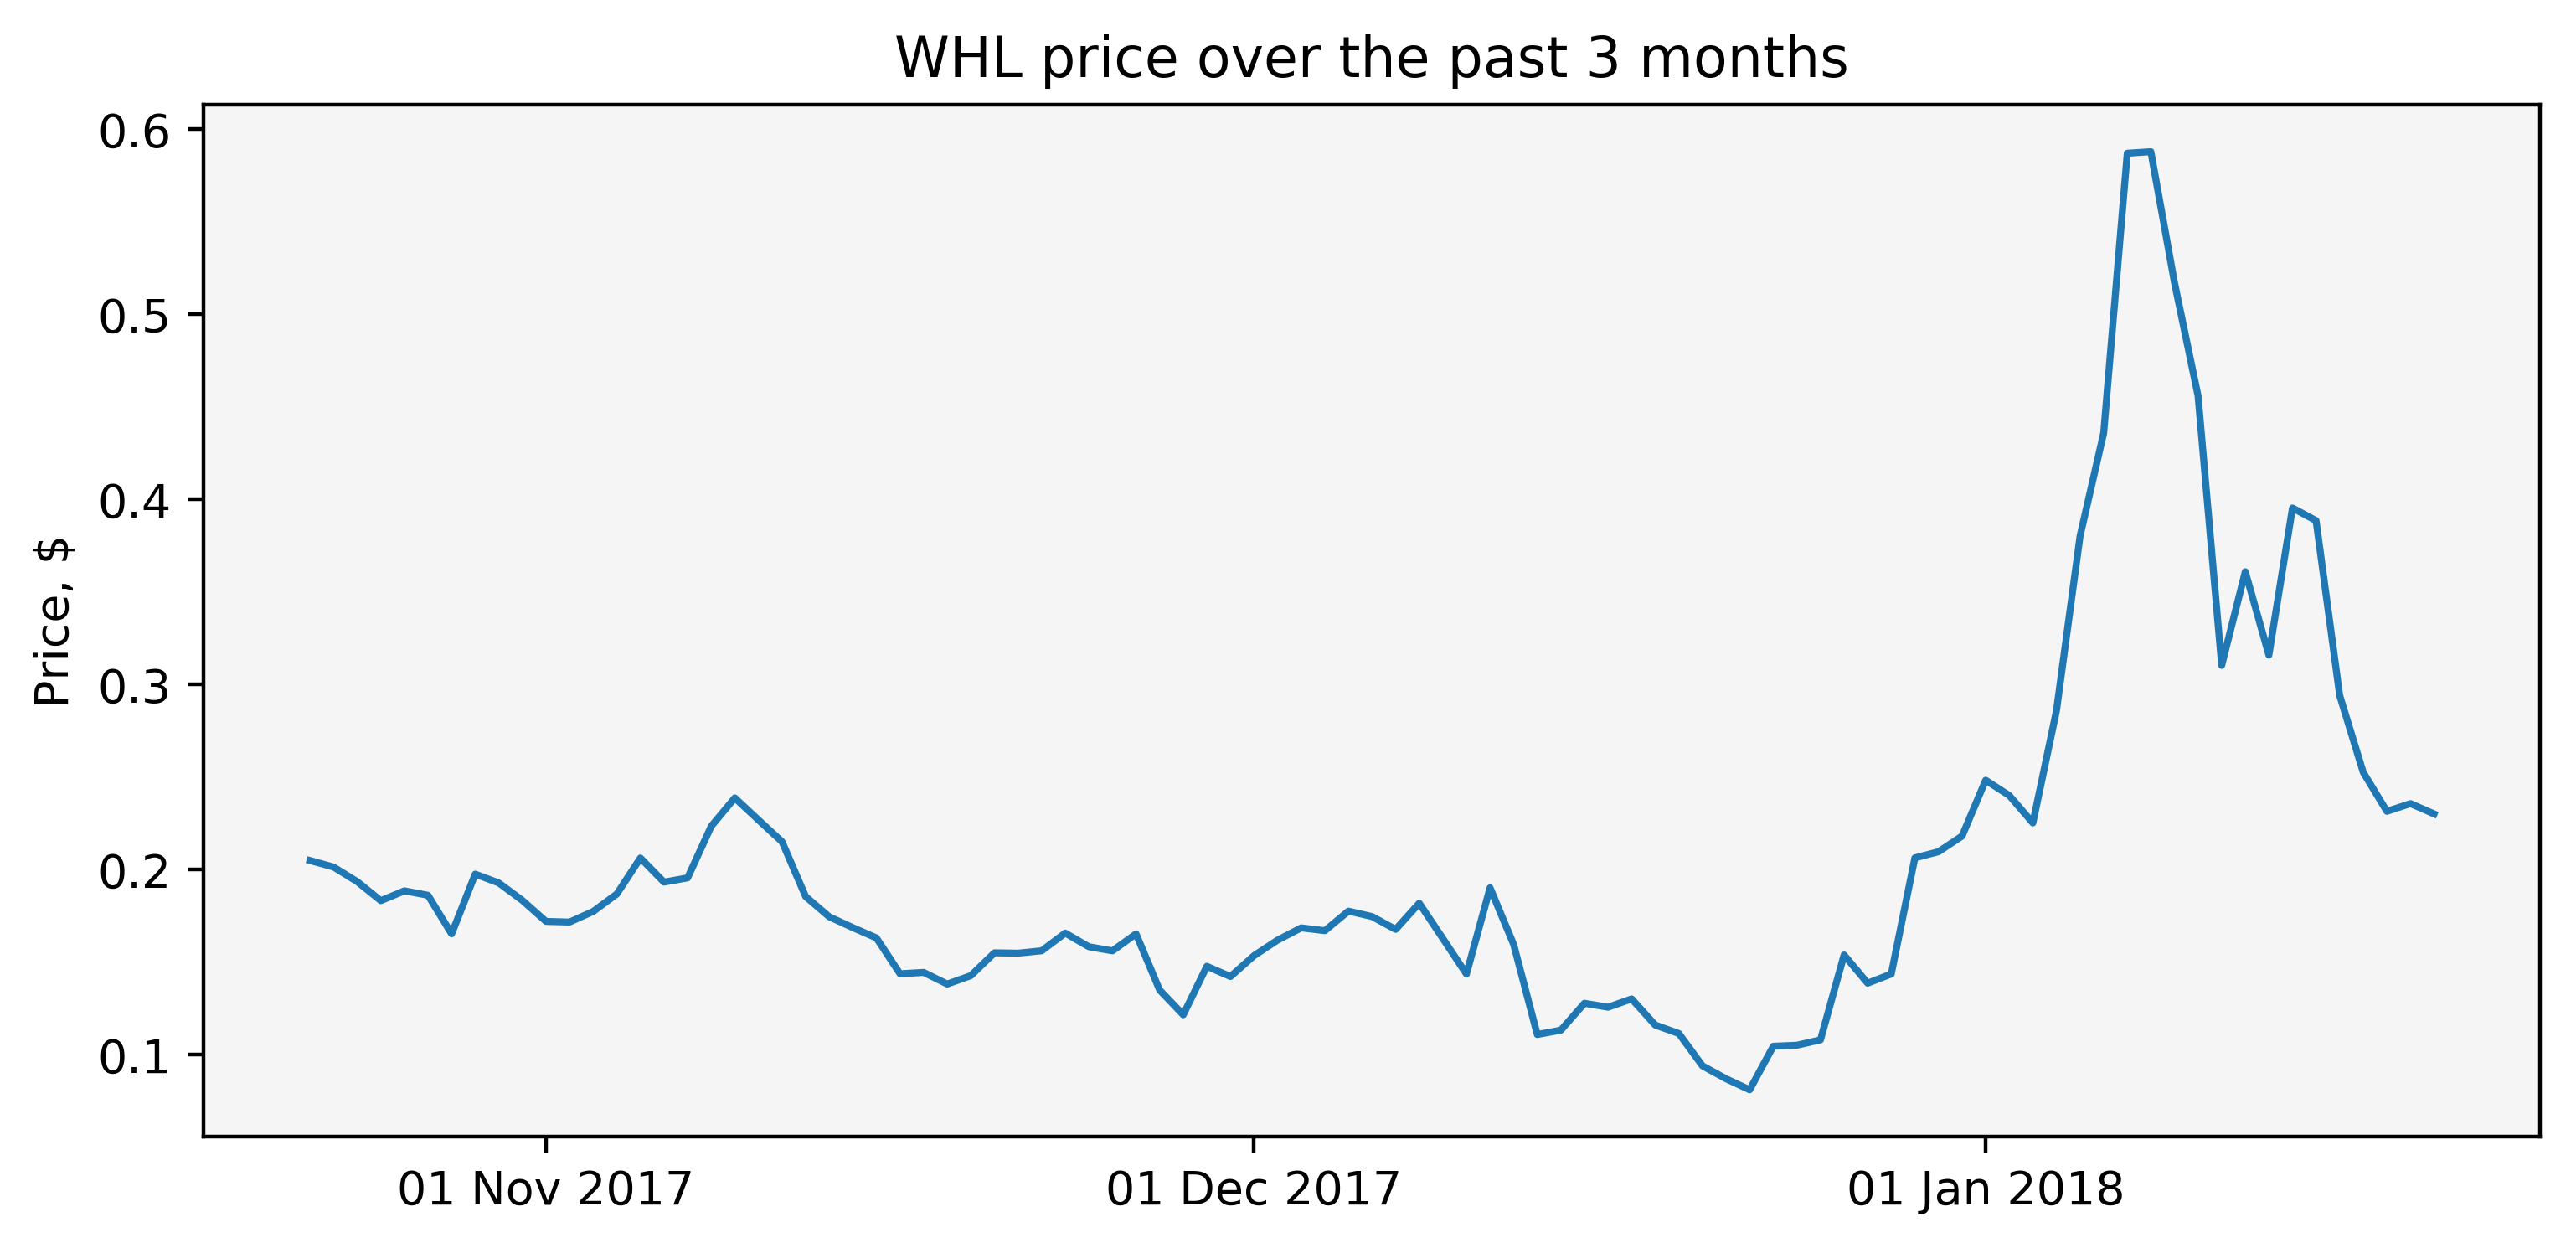 WHL price over the past 3 months
Price, $
0.6
0.5
0.4
0.3
0.2
0.1
01 Nov 2017
01 Dec 2017
01 Jan 2018